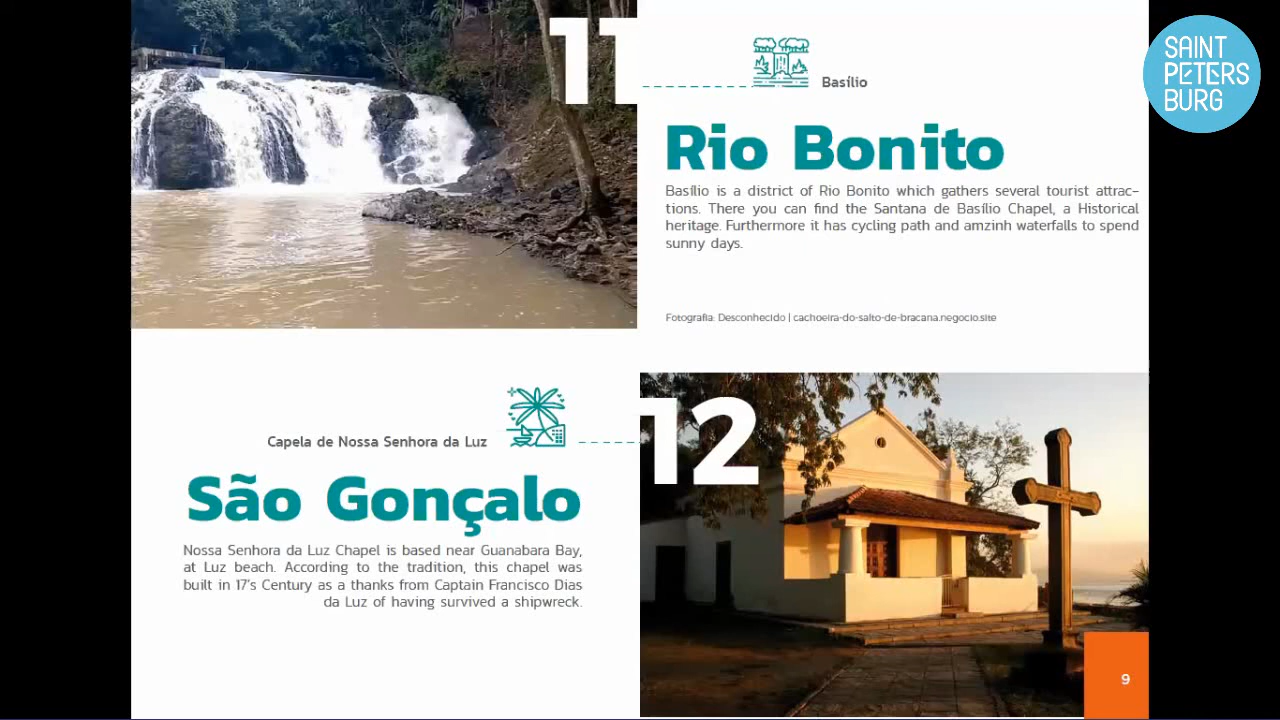 11
SAINT
PETERS
BURG
Basílio
Rio Bonito
Basílio is a district of Rio Bonito which gathers several tourist attrac-
tions. There you can find the Santana de Basílio Chapel, a Historical
heritage. Furthermore it has cycling path and amzinh waterfalls to spend
sunny days.
Fotografia: Desconhecido | cachoeira-do-salto-de-bracana.negocio.site
12
Capela de Nossa Senhora da Luz
São Gonçalo
Nossa Senhora da Luz Chapel is based near Guanabara Bay,
at Luz beach. According to the tradition, this chapel was
built in 17's Century as a thanks from Captain Francisco Dias
da Luz of having survived a shipwreck.
9